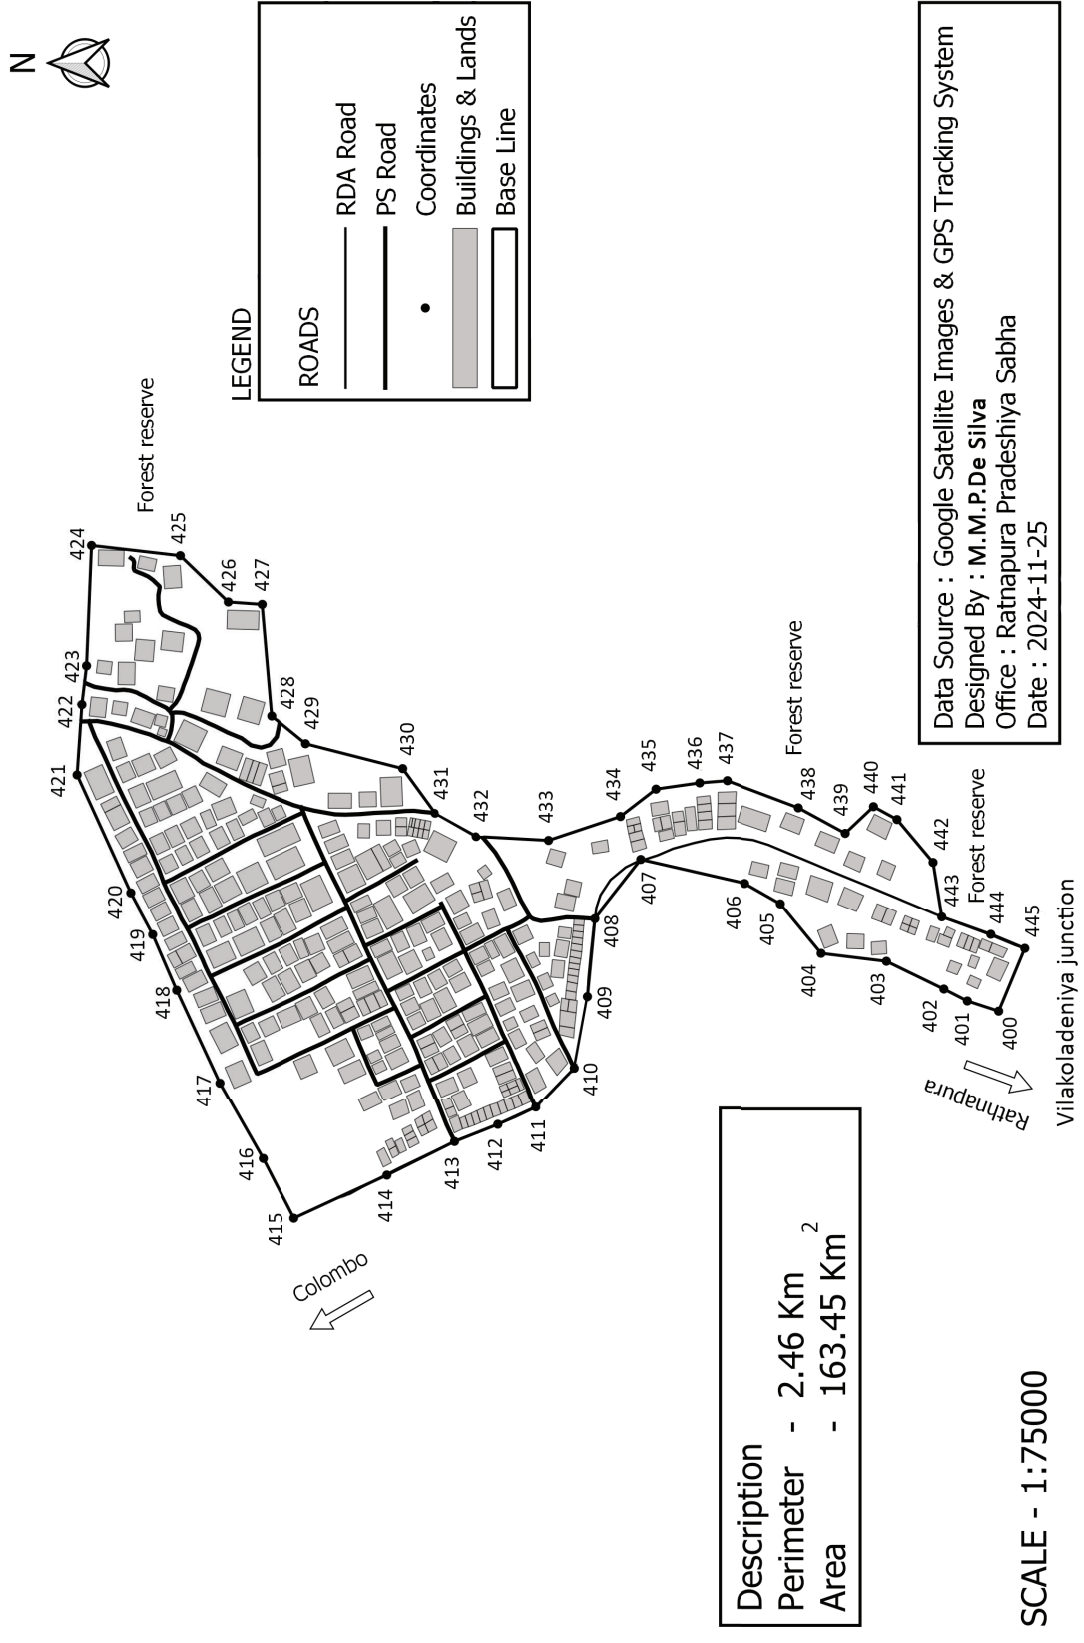 N
LEGEND
ROADS
RDA Road
PS Road
Coordinates
Buildings & Lands
Base Line
Forest reserve
424
425
426
427
423
422
428
429
421
430
431
432
433
434
435
436
437
Forest reserve
438
439
440
441
442
443
Forest reserve
444
445
420
419
418
417
416
415
414
413
412
411
410
409
408
407
406
405
404
403
402
401
400
Colombo
Rathnapura
Vilakoladeniya junction
Data Source : Google Satellite Images & GPS Tracking System
Designed By : M.M.P.De Silva
Office : Ratnapura Pradeshiya Sabha
Date : 2024-11-25
Description
Perimeter - 2.46 Km
Area - 163.45 Km²
SCALE - 1:75000